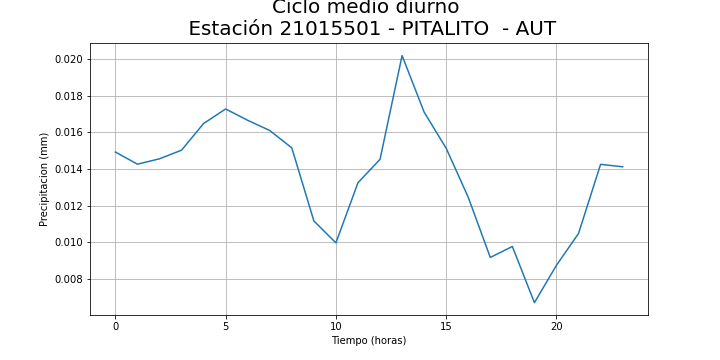 Ciclo medio diurno
Estación 21015501 - PITALITO - AUT
0.020
0.018
0.016
0.014
0.012
0.010
0.008
Precipitacion (mm)
0 5 10 15 20
Tiempo (horas)